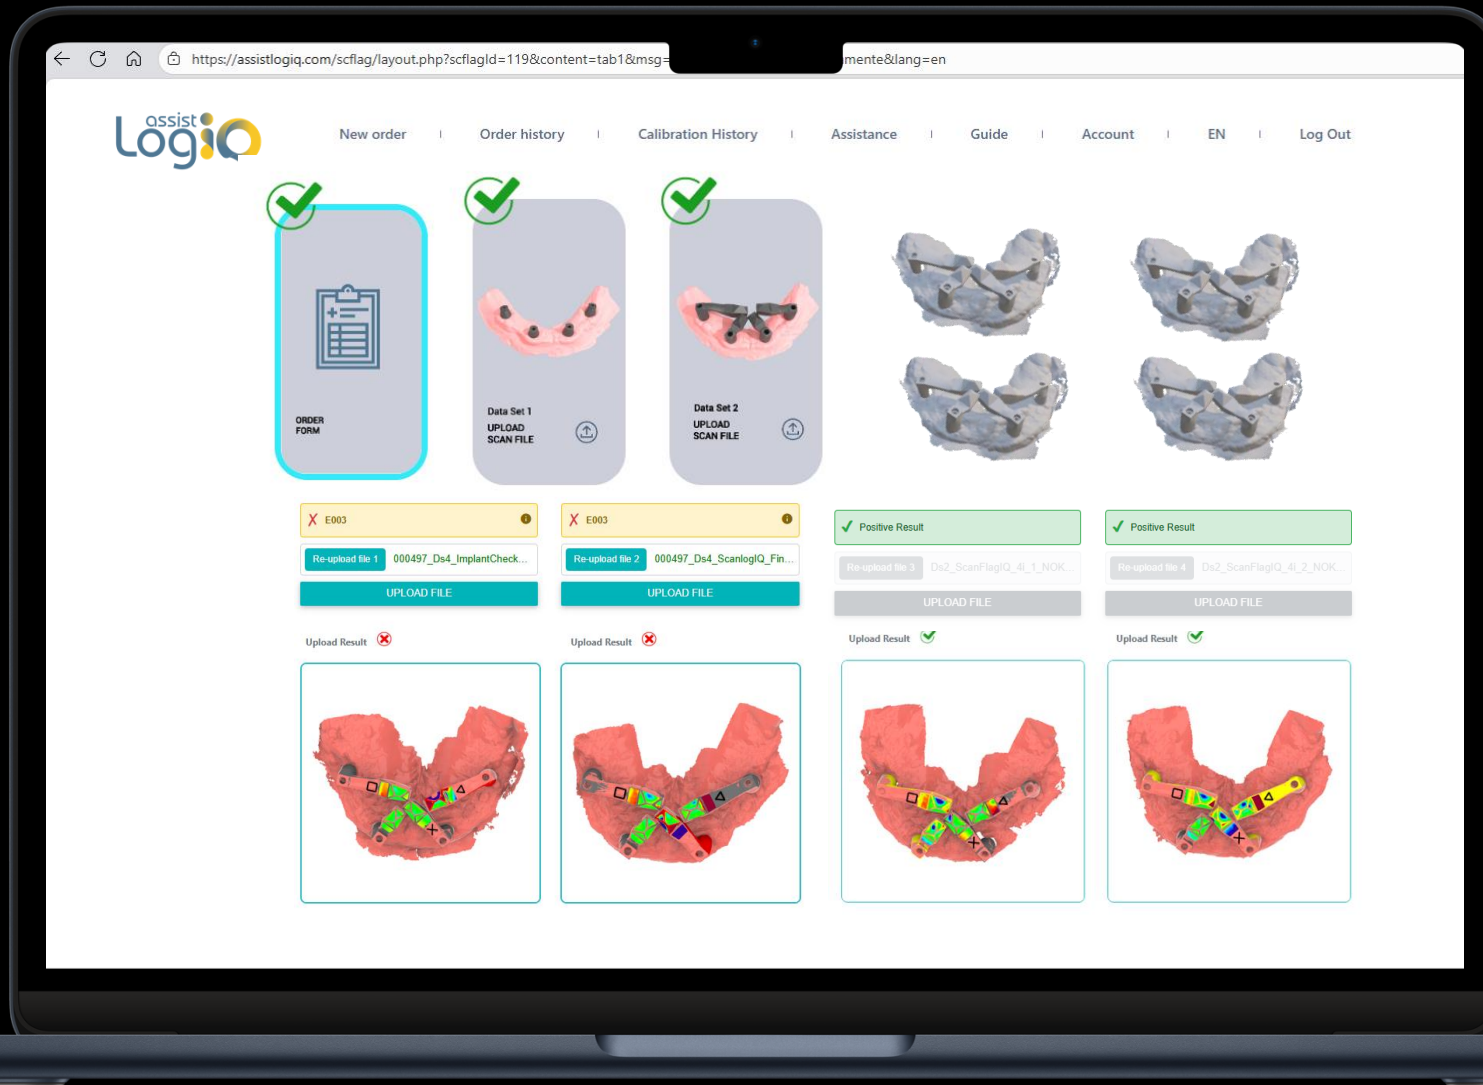 https://assistlogiq.com/scflag/layout.php?scflagId=119&content=tab1&msg= mente&lang=en
assist
LogiQ
New order | Order history | Calibration History | Assistance | Guide | Account | EN | Log Out
ORDER
FORM
Data Set 1
UPLOAD
SCAN FILE
Data Set 2
UPLOAD
SCAN FILE
E003
Re-upload file 1 000497_Ds4_ImplantCheck...
UPLOAD FILE
Upload Result
E003
Re-upload file 2 000497_Ds4_ScanlogIQ_Fin...
UPLOAD FILE
Upload Result
Positive Result
Re-upload file 3 Ds2_ScanFlagIQ_4i_1_NOK...
UPLOAD FILE
Upload Result
Positive Result
Re-upload file 4 Ds2_ScanFlagIQ_4i_2_NOK...
UPLOAD FILE
Upload Result